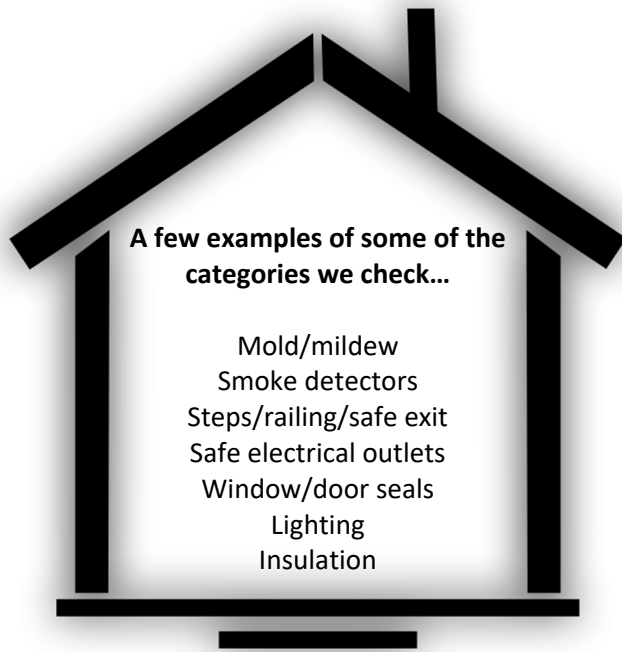 A few examples of some of the
categories we check…
Mold/mildew
Smoke detectors
Steps/railing/safe exit
Safe electrical outlets
Window/door seals
Lighting
Insulation